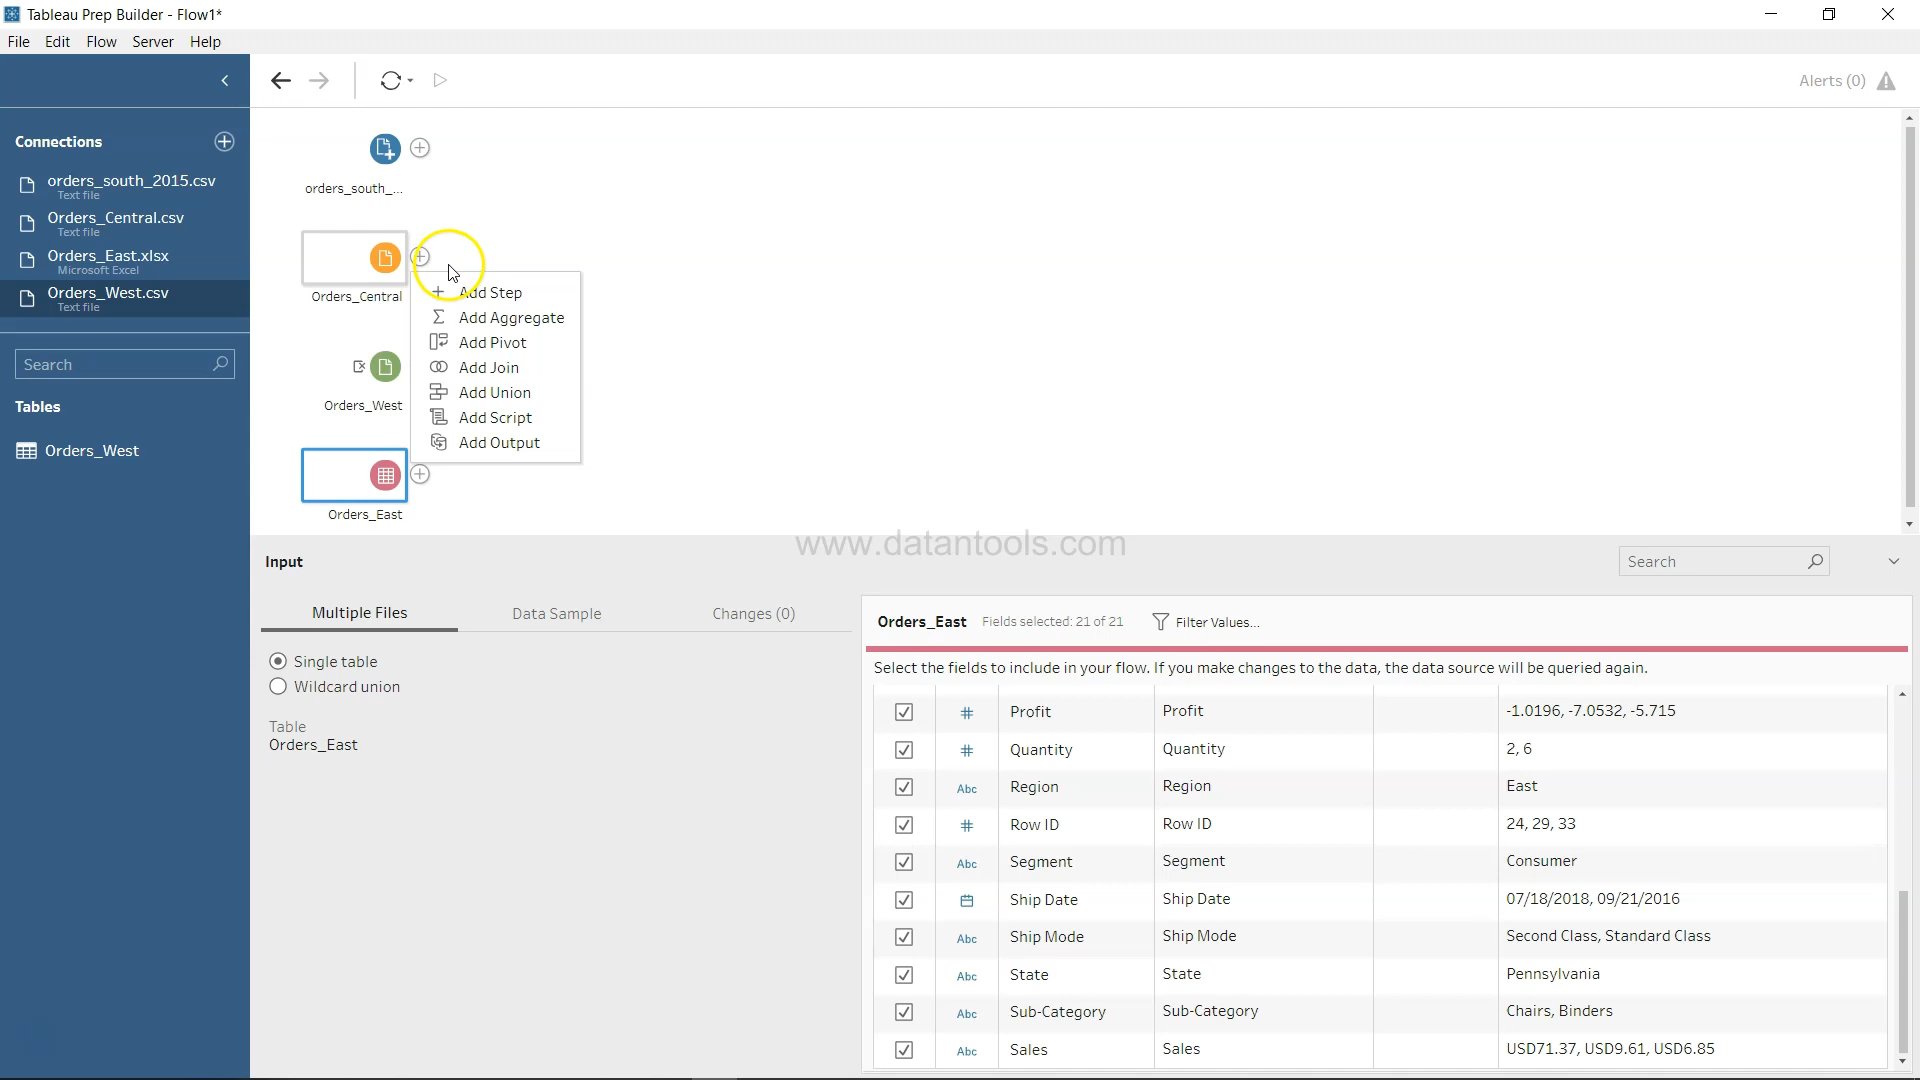 Tableau Prep Builder - Flow1*
File Edit Flow Server Help
Alerts (0)
Connections
orders_south_2015.csv
Text file
Orders_Central.csv
Text file
Orders_East.xlsx
Microsoft Excel
Orders_West.csv
Text file
Search
Tables
Orders_West
orders_south_...
Orders_Central
Orders_West
Orders_East
Add Step
Add Aggregate
Add Pivot
Add Join
Add Union
Add Script
Add Output
www.datantools.com
Input
Search
Multiple Files Data Sample Changes (0)
Single table
Wildcard union
Table
Orders_East
Orders_East Fields selected: 21 of 21 Filter Values...
Select the fields to include in your flow. If you make changes to the data, the data source will be queried again.
# Profit Profit -1.0196, -7.0532, -5.715
# Quantity Quantity 2, 6
Abc Region Region East
# Row ID Row ID 24, 29, 33
Abc Segment Segment Consumer
Ship Date Ship Date 07/18/2018, 09/21/2016
Abc Ship Mode Ship Mode Second Class, Standard Class
Abc State State Pennsylvania
Abc Sub-Category Sub-Category Chairs, Binders
Abc Sales Sales USD71.37, USD9.61, USD6.85